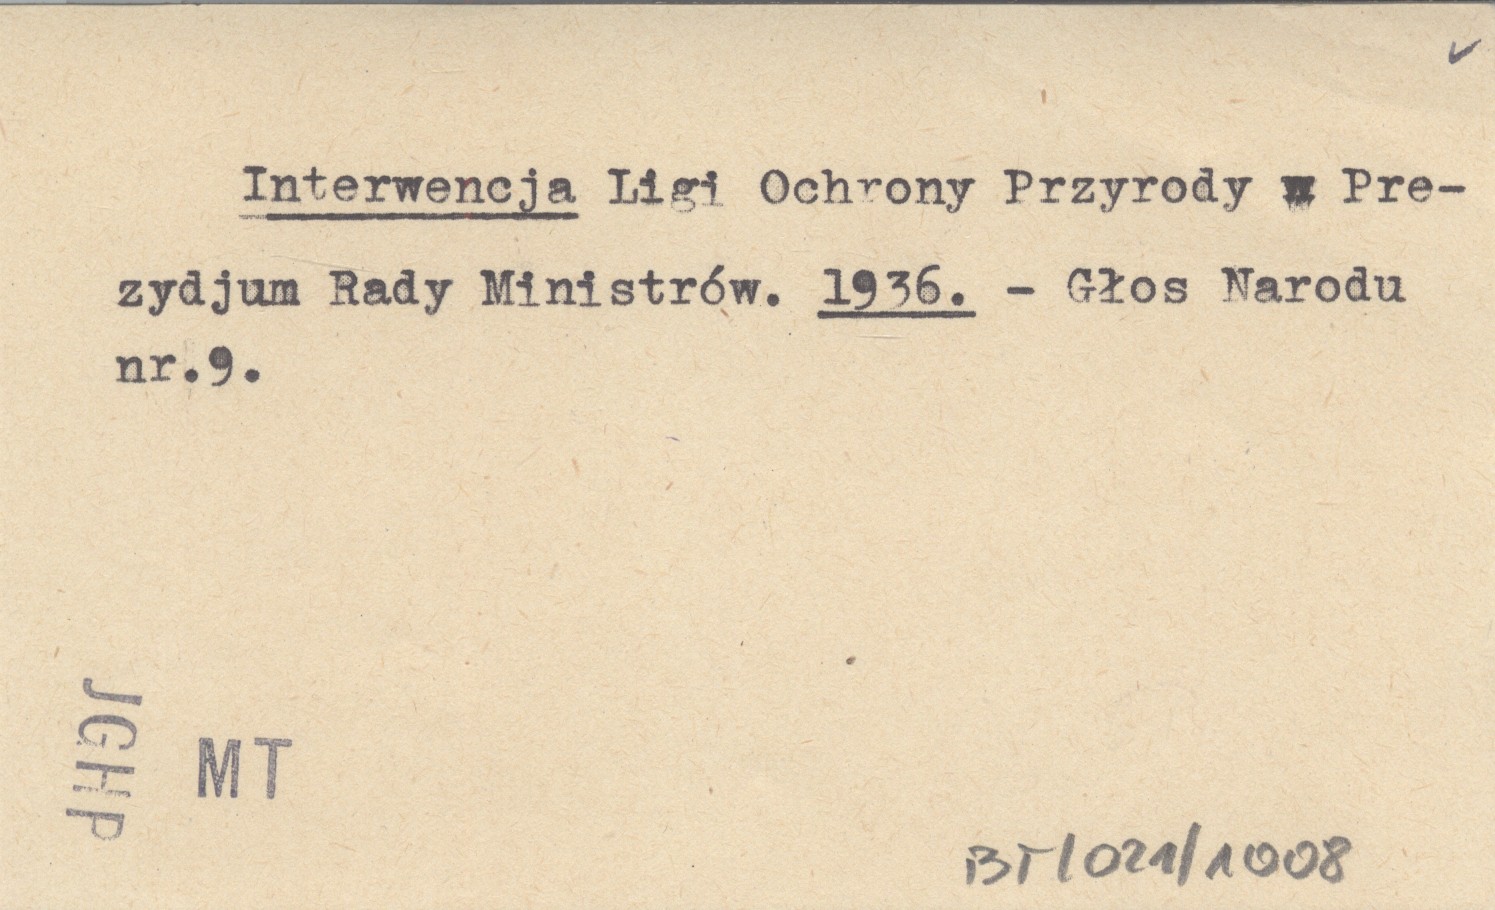 Interwencja Ligi Ochrony Przyrody w Pre-
zydjum Rady Ministrów. 1936. - Głos Narodu
nr.9.
JGHP
MT
BT/021/1008